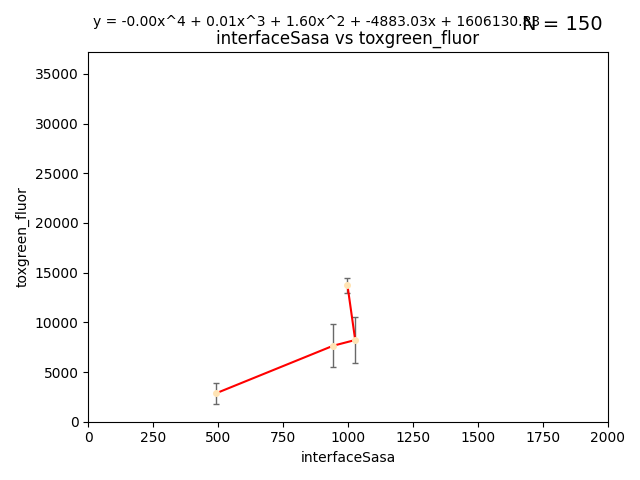 y = -0.00x^4 + 0.01x^3 + 1.60x^2 + -4883.03x + 1606130.83
N = 150
interfaceSasa vs toxgreen_fluor
35000
30000
25000
20000
15000
10000
5000
0
toxgreen_fluor
0 250 500 750 1000 1250 1500 1750 2000
interfaceSasa